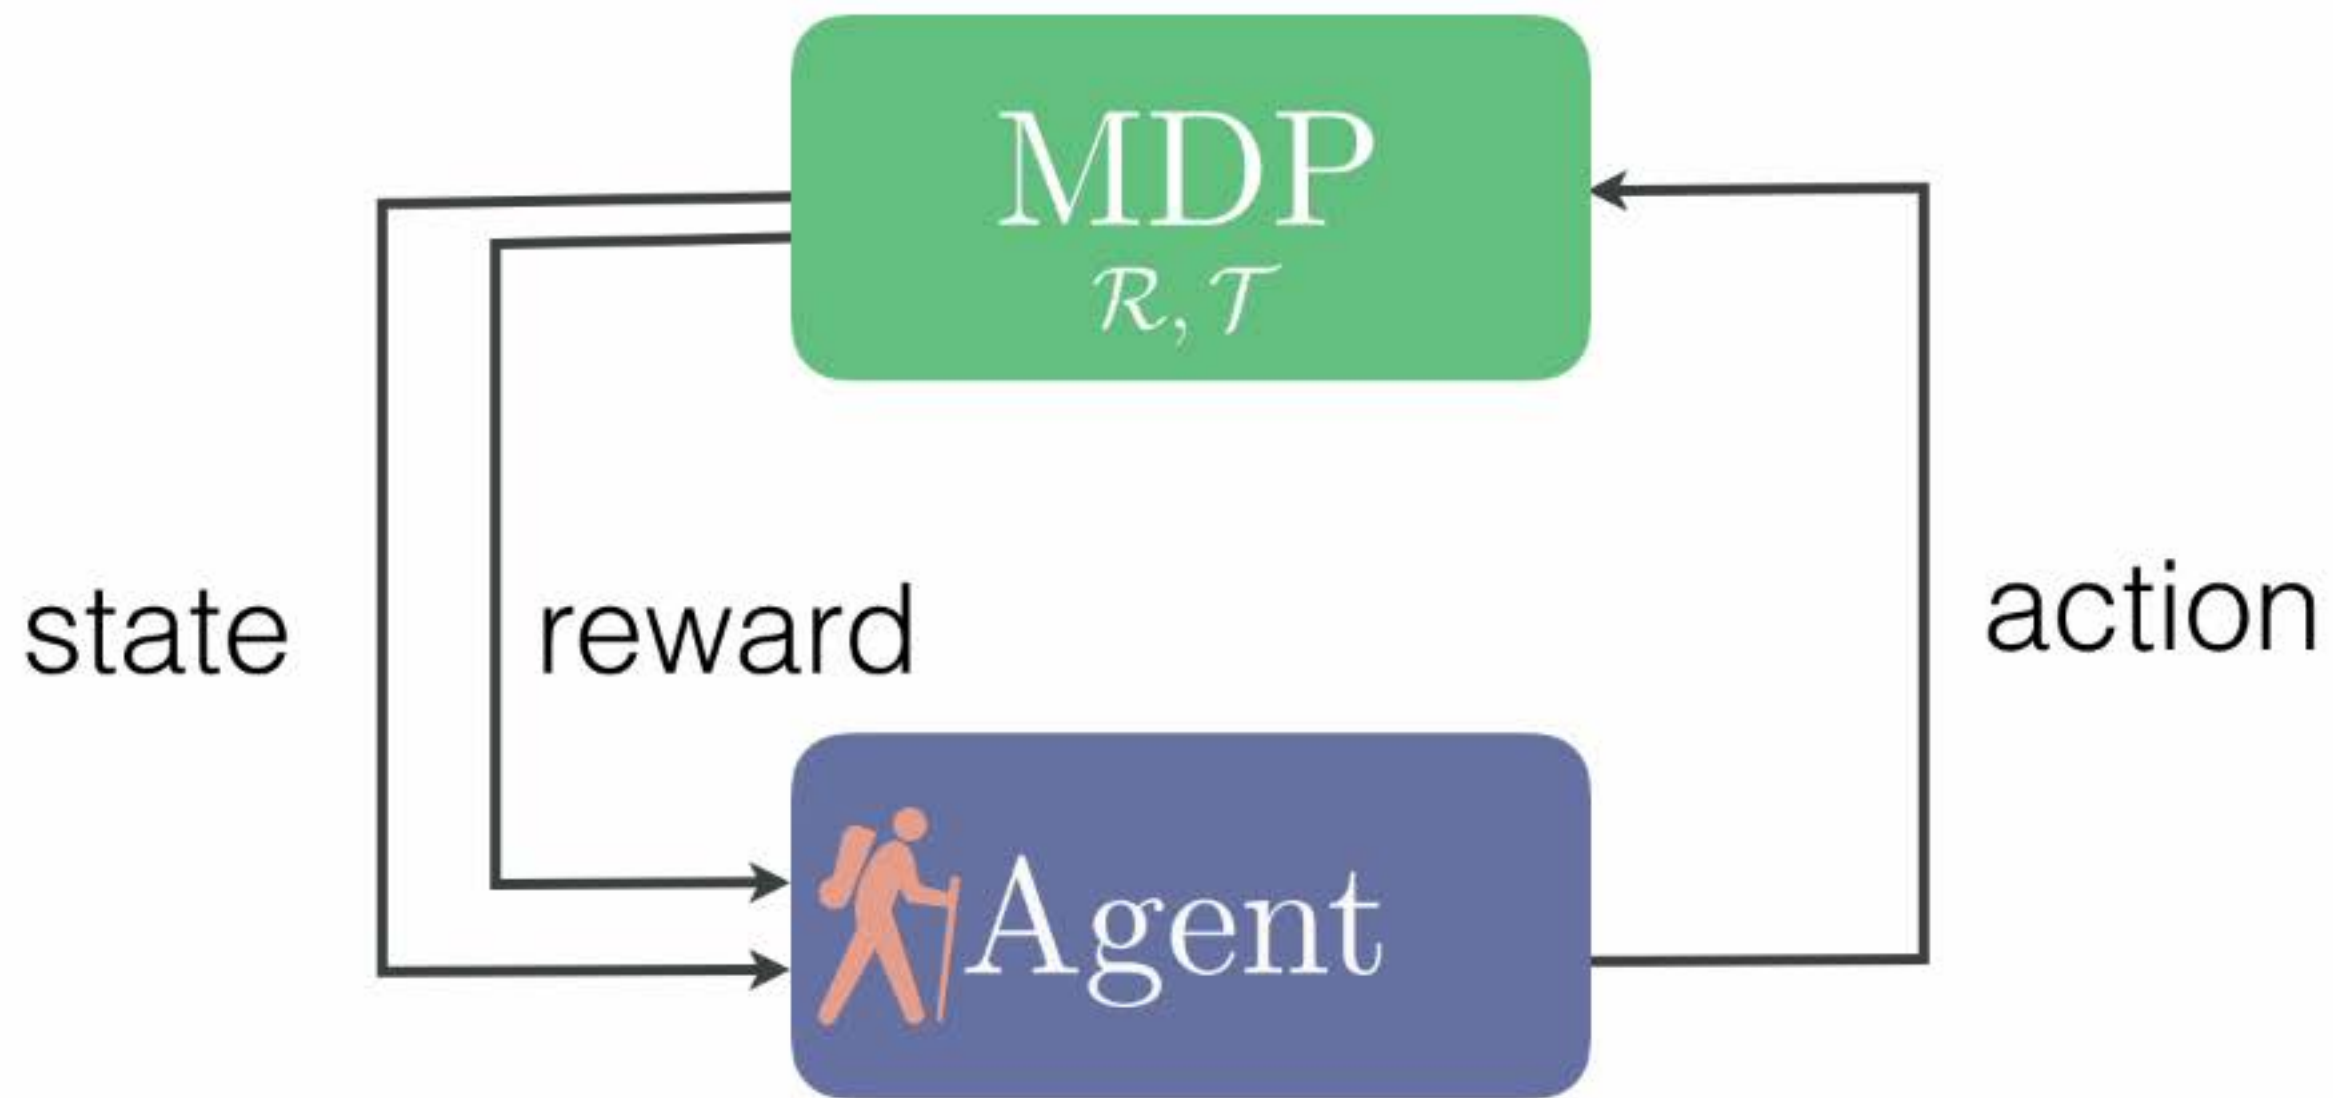 MDP
ℛ, 𝒯
state
reward
action
Agent